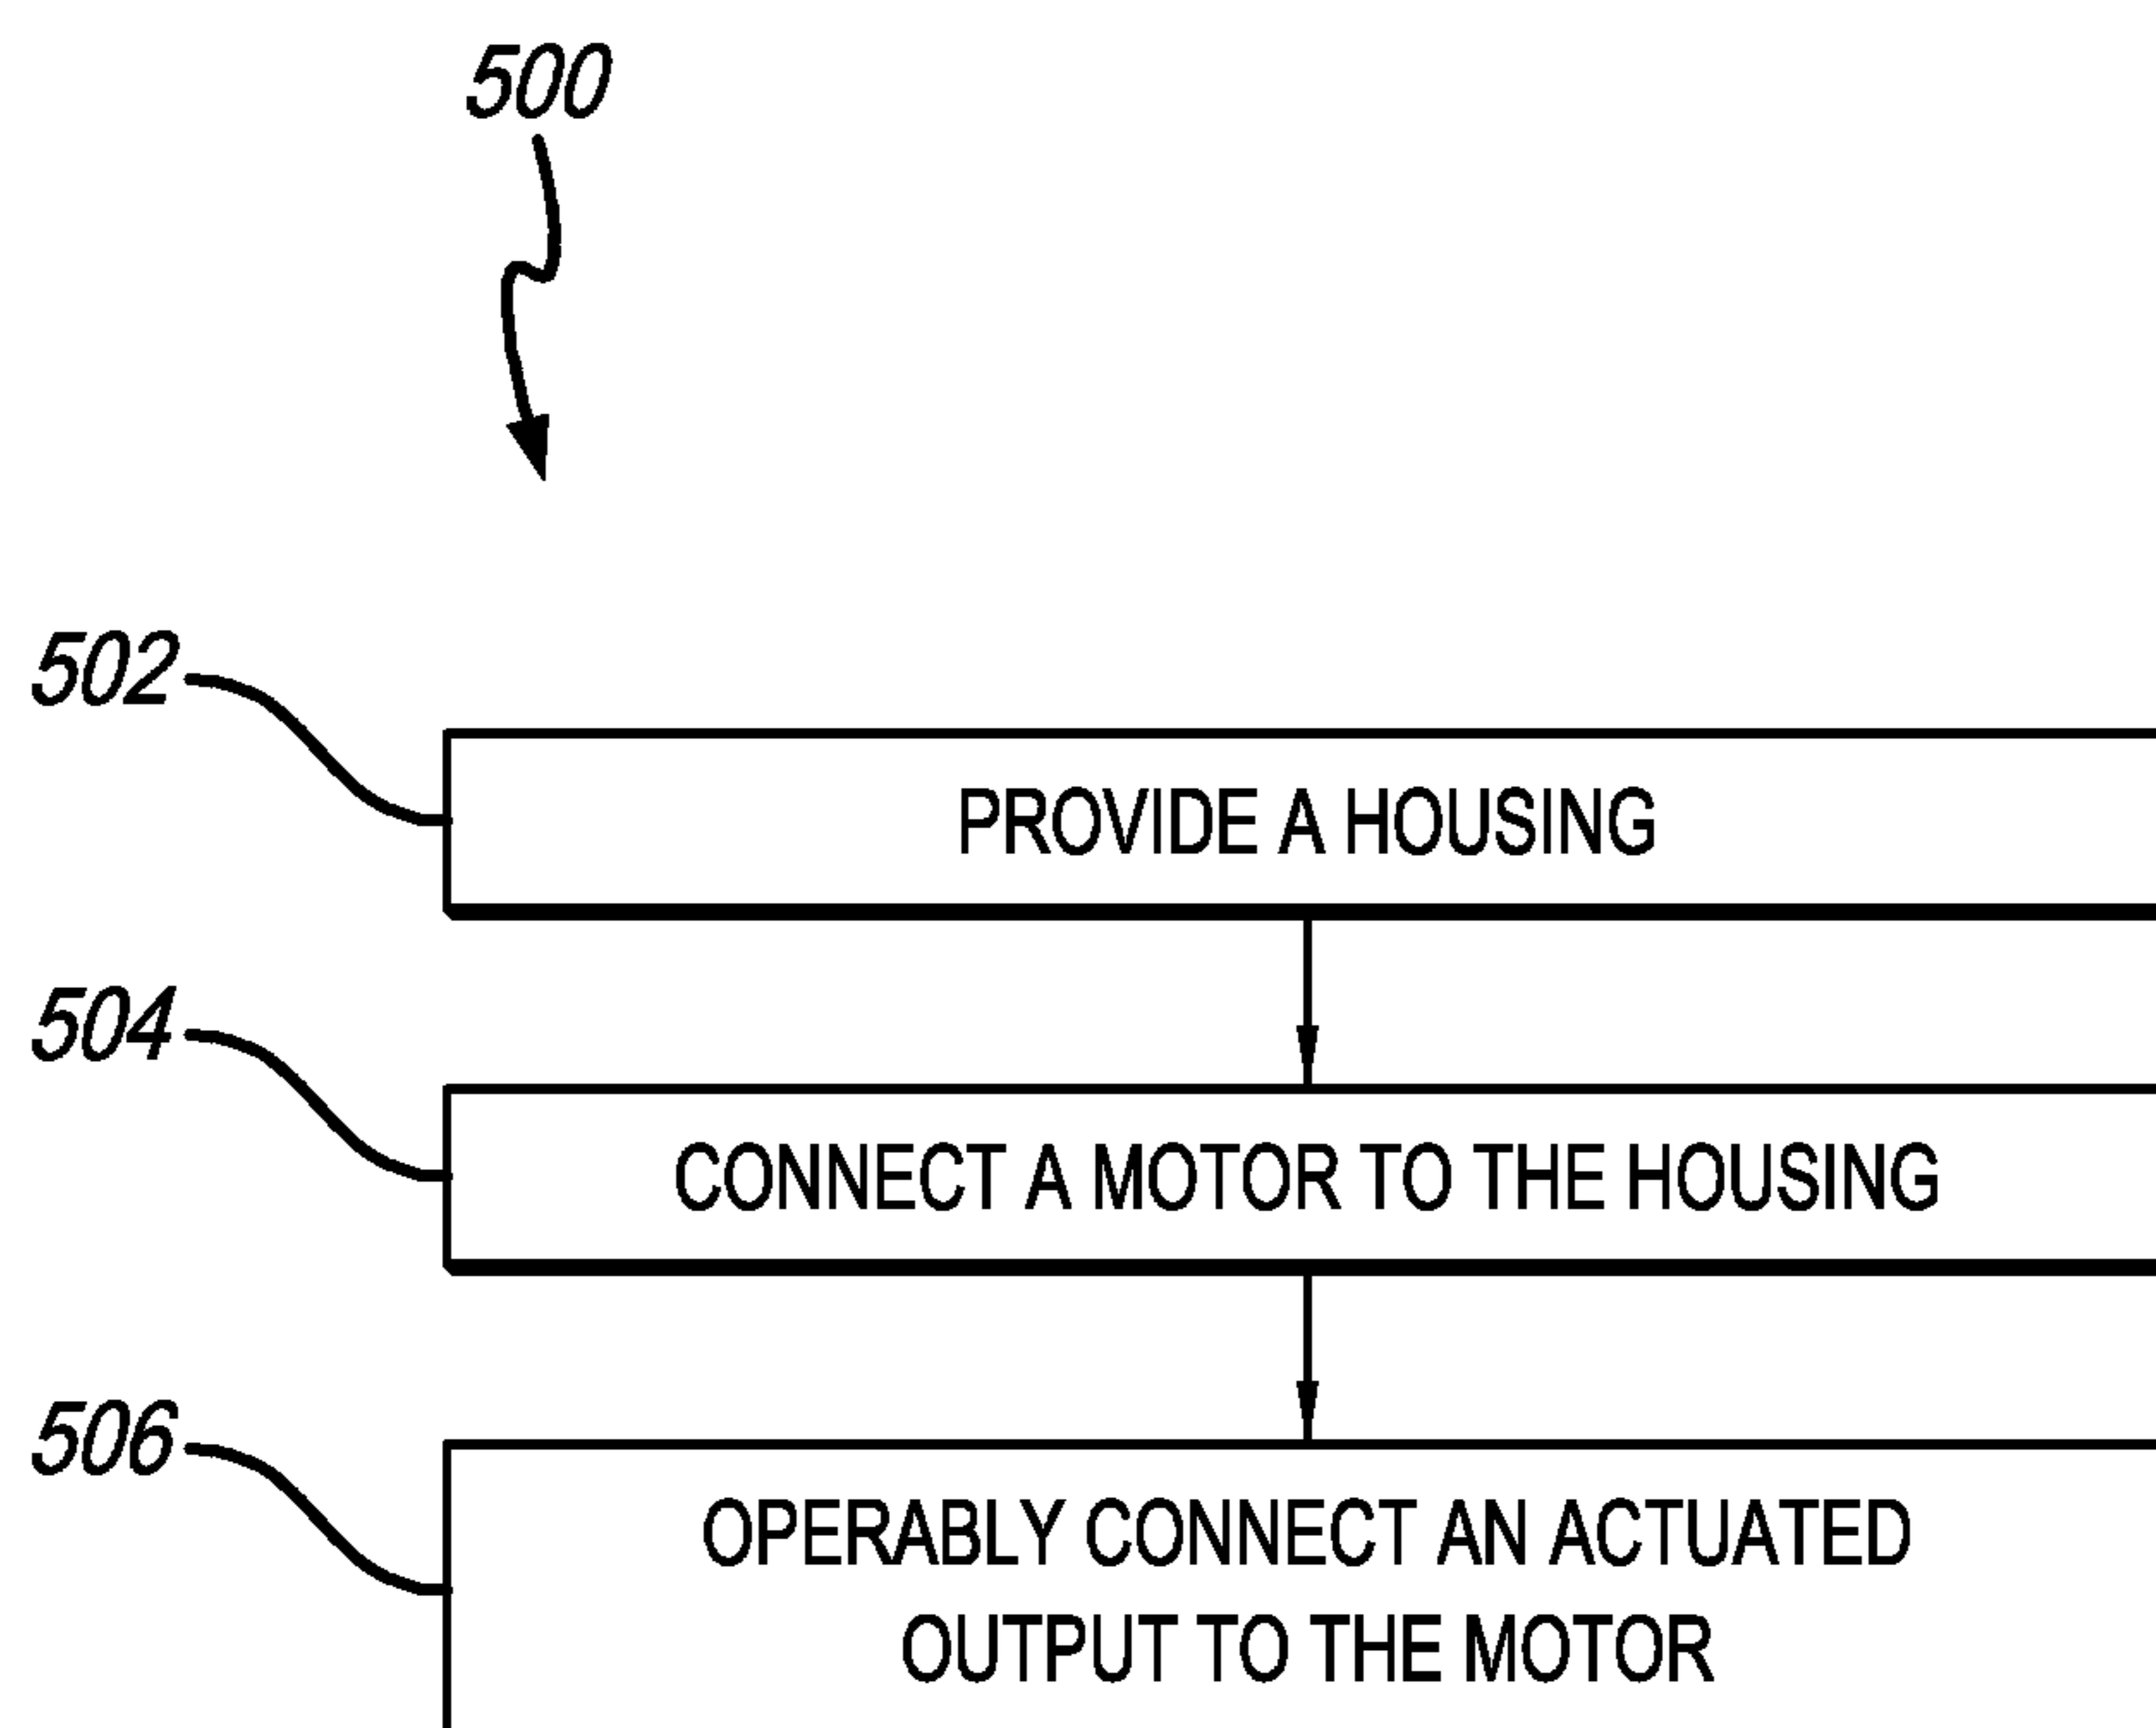 500
502
PROVIDE A HOUSING
504
CONNECT A MOTOR TO THE HOUSING
506
OPERABLY CONNECT AN ACTUATED
OUTPUT TO THE MOTOR